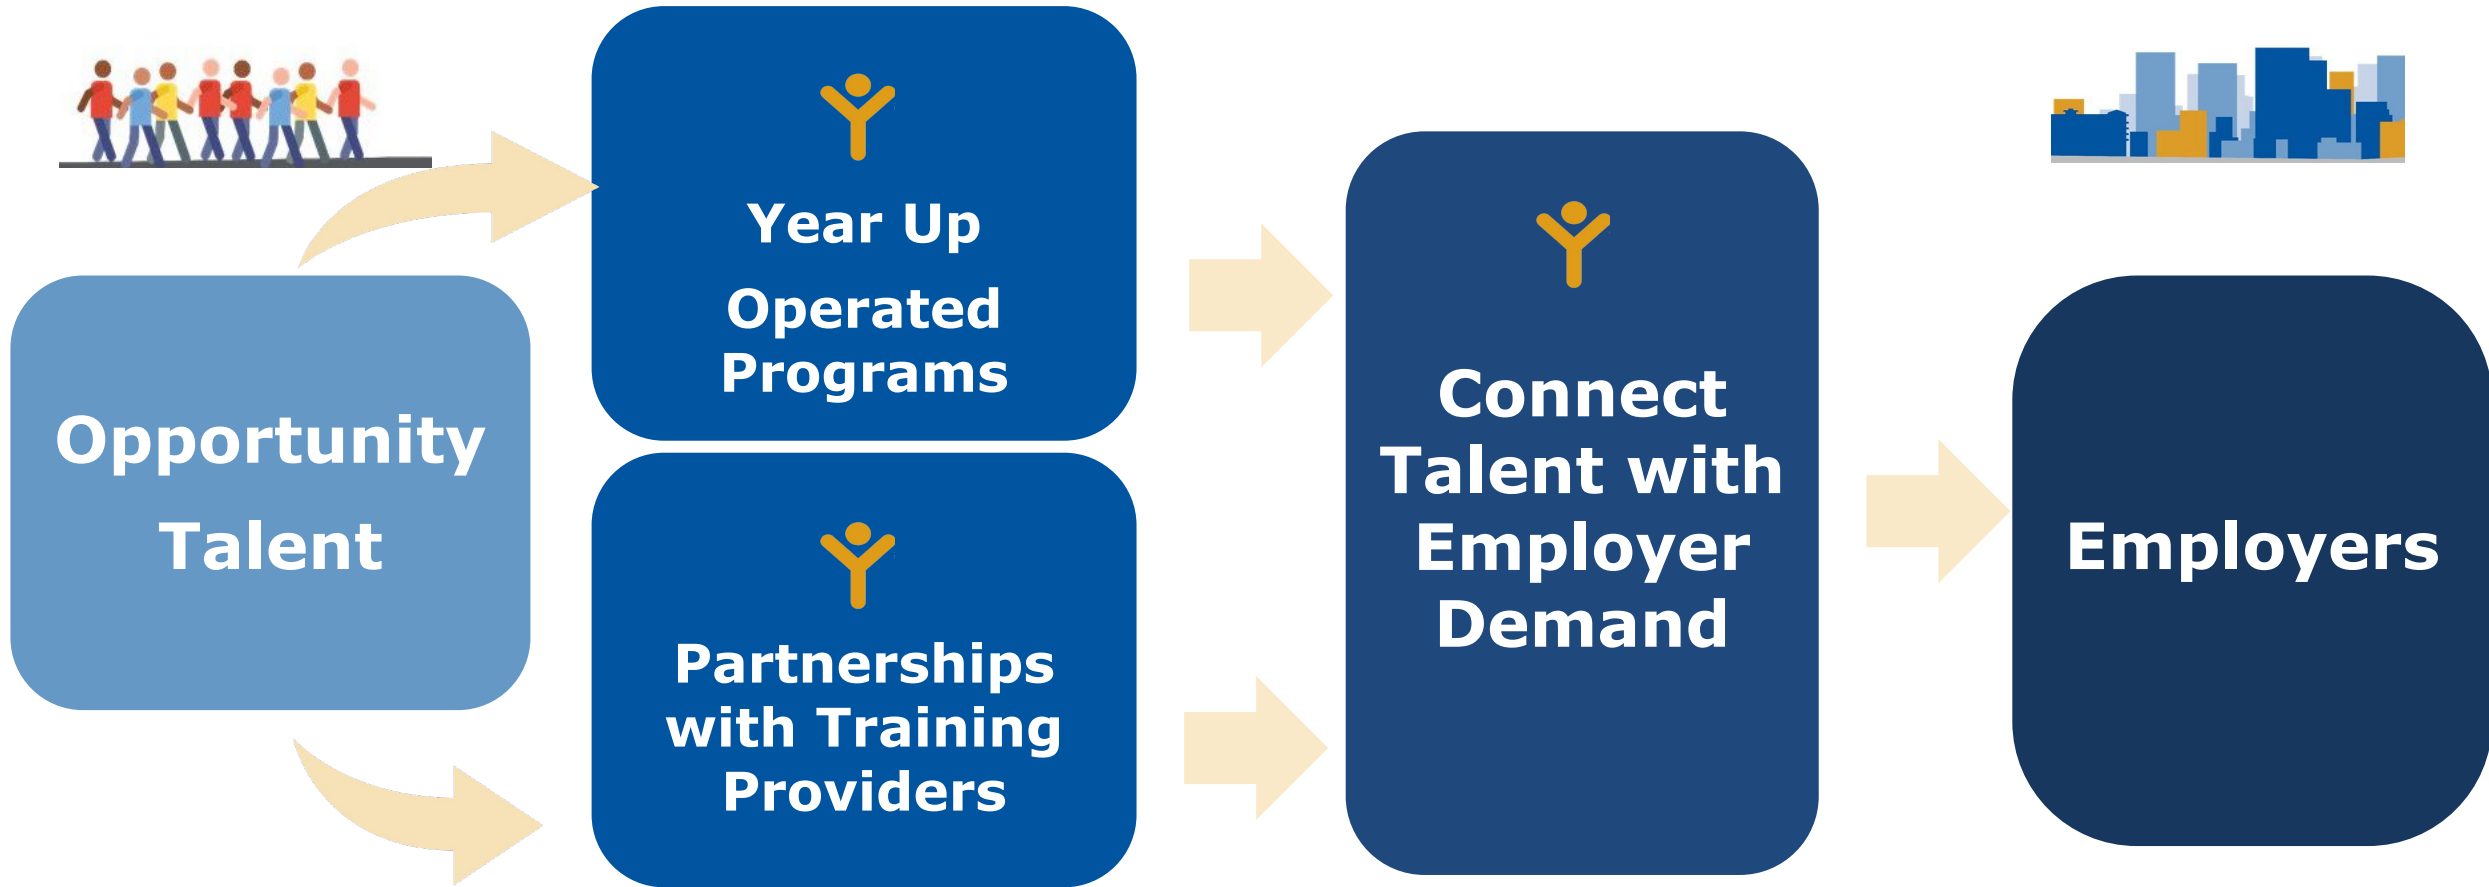 Opportunity
Talent
Year Up
Operated
Programs
Partnerships
with Training
Providers
Connect
Talent with
Employer
Demand
Employers